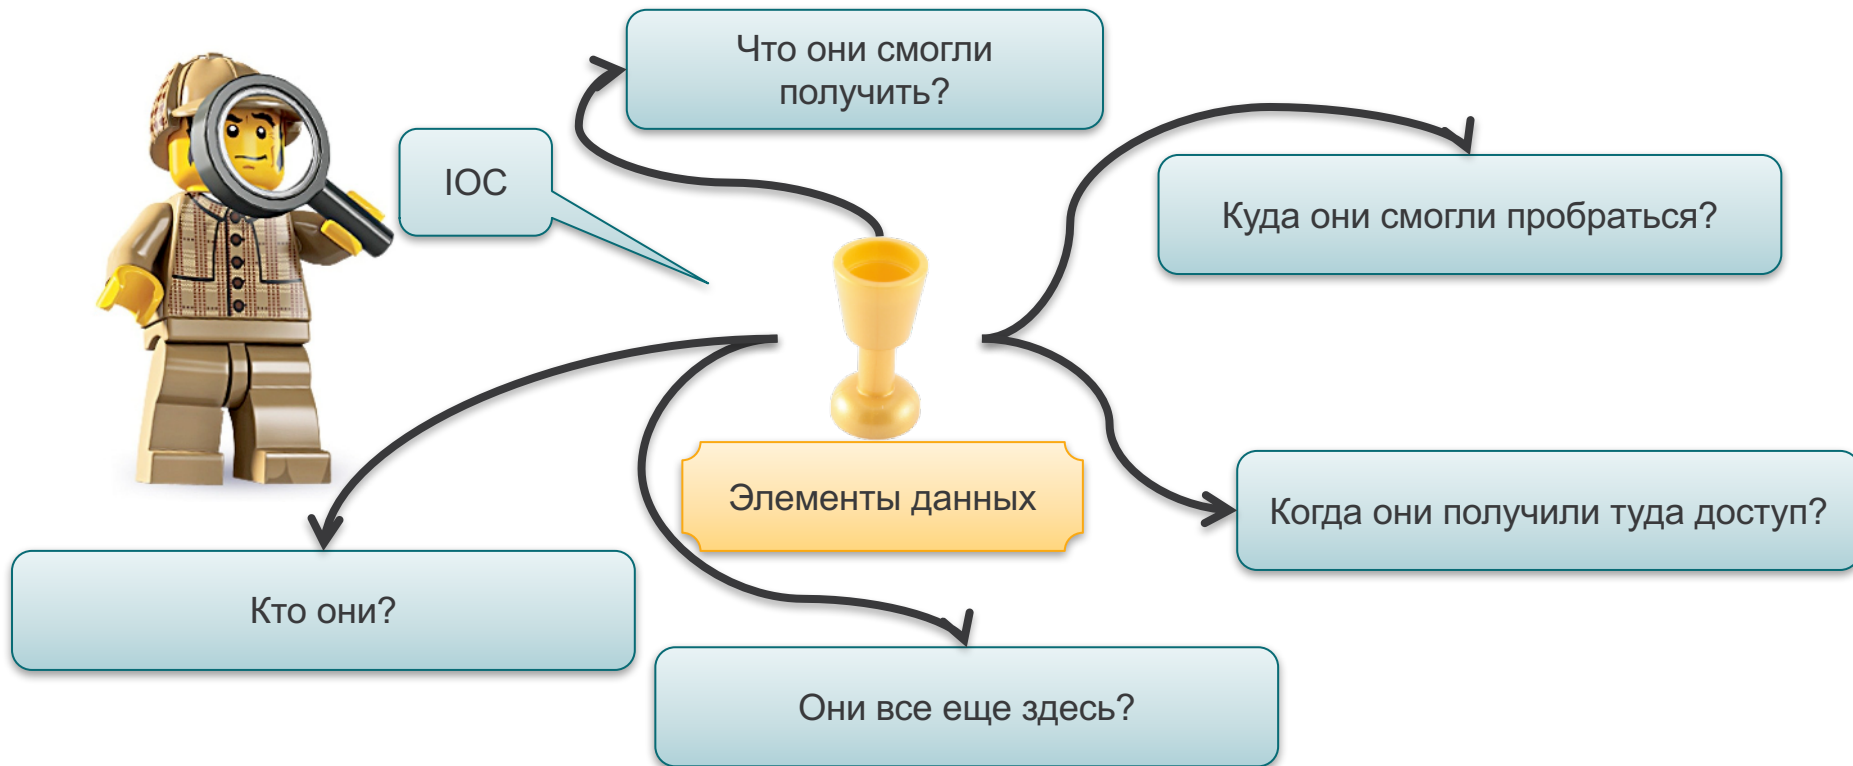 Что они смогли
получить?
IOC
Куда они смогли пробраться?
Элементы данных
Когда они получили туда доступ?
Кто они?
Они все еще здесь?